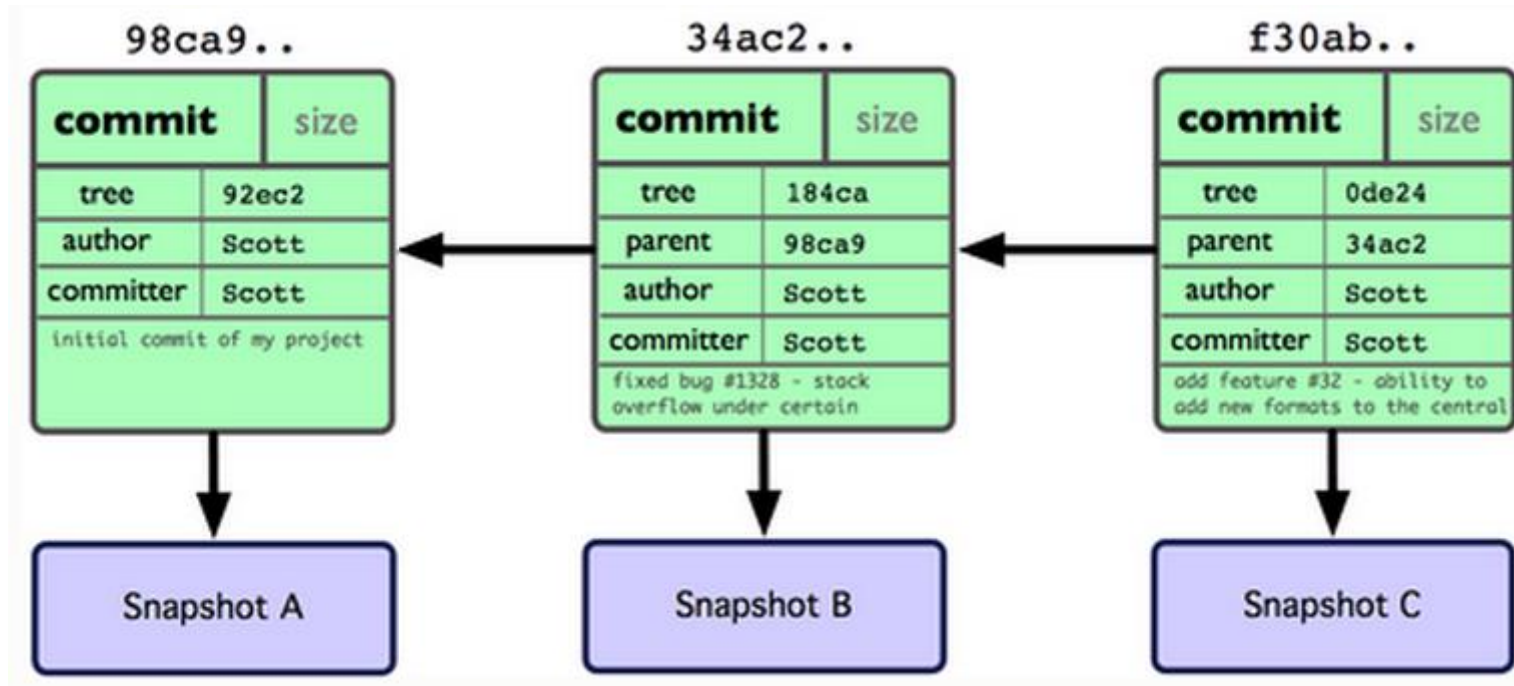 98ca9..
commit size
tree 92ec2
author Scott
committer Scott
initial commit of my project
Snapshot A
34ac2..
commit size
tree 184ca
parent 98ca9
author Scott
committer Scott
fixed bug #1328 - stack
overflow under certain
Snapshot B
f30ab..
commit size
tree 0de24
parent 34ac2
author Scott
committer Scott
add feature #32 - ability to
add new formats to the central
Snapshot C